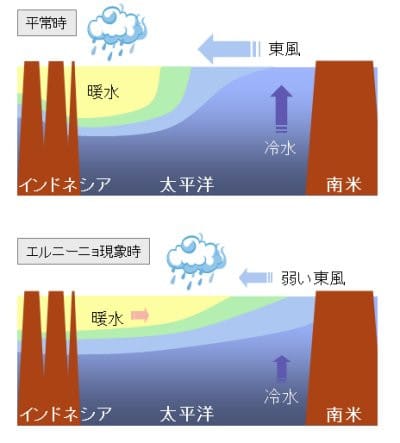 平常時
東風
暖水
冷水
インドネシア
太平洋
南米
エルニーニョ現象時
弱い東風
暖水
冷水
インドネシア
太平洋
南米